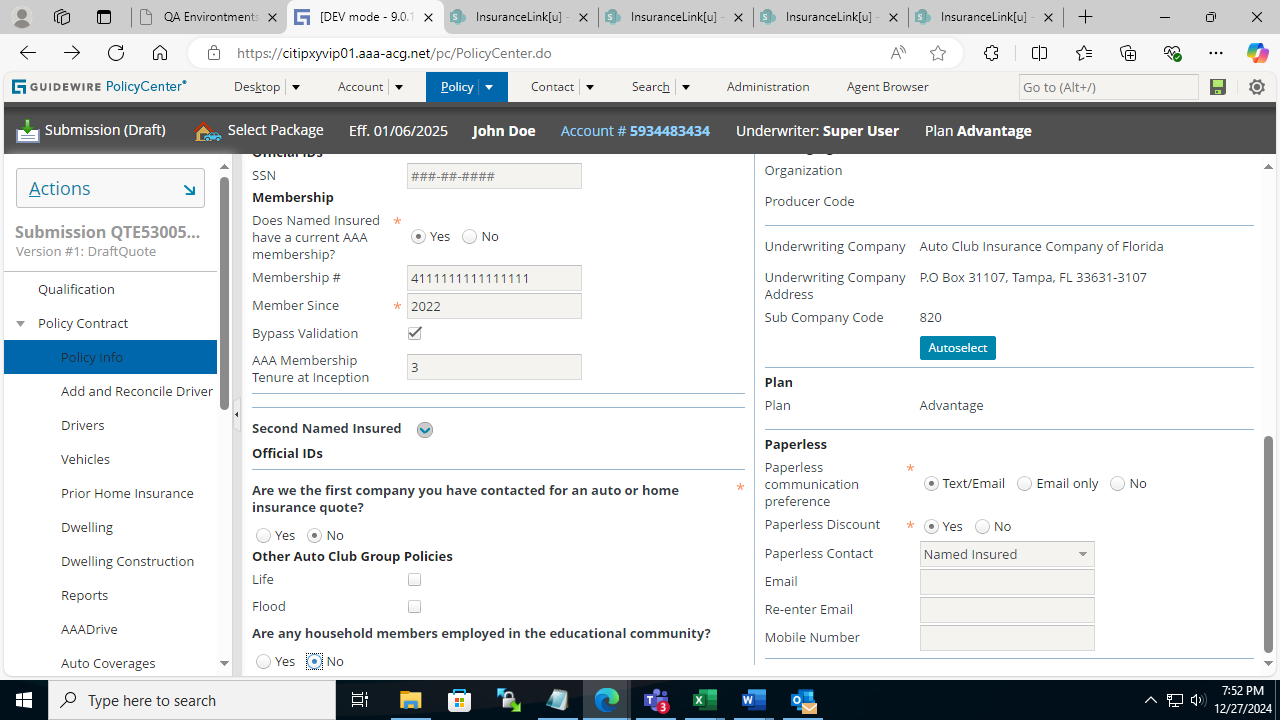 QA Environtments
[DEV mode - 9.0.1
InsuranceLink[u] -
InsuranceLink[u] -
InsuranceLink[u] -
InsuranceLink[u] -
https://citipxyvip01.aaa-acg.net/pc/PolicyCenter.do
GUIDEWIRE PolicyCenter®
Desktop
Account
Policy
Contact
Search
Administration
Agent Browser
Go to (Alt+/)
Submission (Draft)
Select Package
Eff. 01/06/2025
John Doe
Account # 5934483434
Underwriter: Super User
Plan Advantage
Actions
Submission QTE53005...
Version #1: DraftQuote
Qualification
Policy Contract
Policy Info
Add and Reconcile Driver
Drivers
Vehicles
Prior Home Insurance
Dwelling
Dwelling Construction
Reports
AAADrive
Auto Coverages
Official IDs
SSN
###-##-####
Membership
Does Named Insured
have a current AAA
membership?
*
Yes
No
Membership #
4111111111111111
Member Since
*
2022
Bypass Validation
AAA Membership
Tenure at Inception
3
Second Named Insured
Official IDs
Are we the first company you have contacted for an auto or home
insurance quote?
*
Yes
No
Other Auto Club Group Policies
Life
Flood
Are any household members employed in the educational community?
Yes
No
Organization
Producer Code
Underwriting Company
Auto Club Insurance Company of Florida
Underwriting Company
Address
P.O Box 31107, Tampa, FL 33631-3107
Sub Company Code
820
Autoselect
Plan
Plan
Advantage
Paperless
Paperless
communication
preference
*
Text/Email
Email only
No
Paperless Discount
*
Yes
No
Paperless Contact
Named Insured
Email
Re-enter Email
Mobile Number
Type here to search
3
7:52 PM
12/27/2024